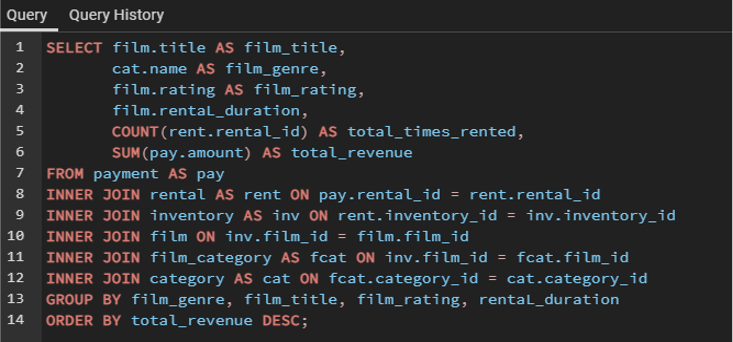 Query Query History
1 SELECT film.title AS film_title,
2 cat.name AS film_genre,
3 film.rating AS film_rating,
4 film.rentaL_duration,
5 COUNT(rent.rental_id) AS total_times_rented,
6 SUM(pay.amount) AS total_revenue
7 FROM payment AS pay
8 INNER JOIN rental AS rent ON pay.rental_id = rent.rental_id
9 INNER JOIN inventory AS inv ON rent.inventory_id = inv.inventory_id
10 INNER JOIN film ON inv.film_id = film.film_id
11 INNER JOIN film_category AS fcat ON inv.film_id = fcat.film_id
12 INNER JOIN category AS cat ON fcat.category_id = cat.category_id
13 GROUP BY film_genre, film_title, film_rating, rentaL_duration
14 ORDER BY total_revenue DESC;